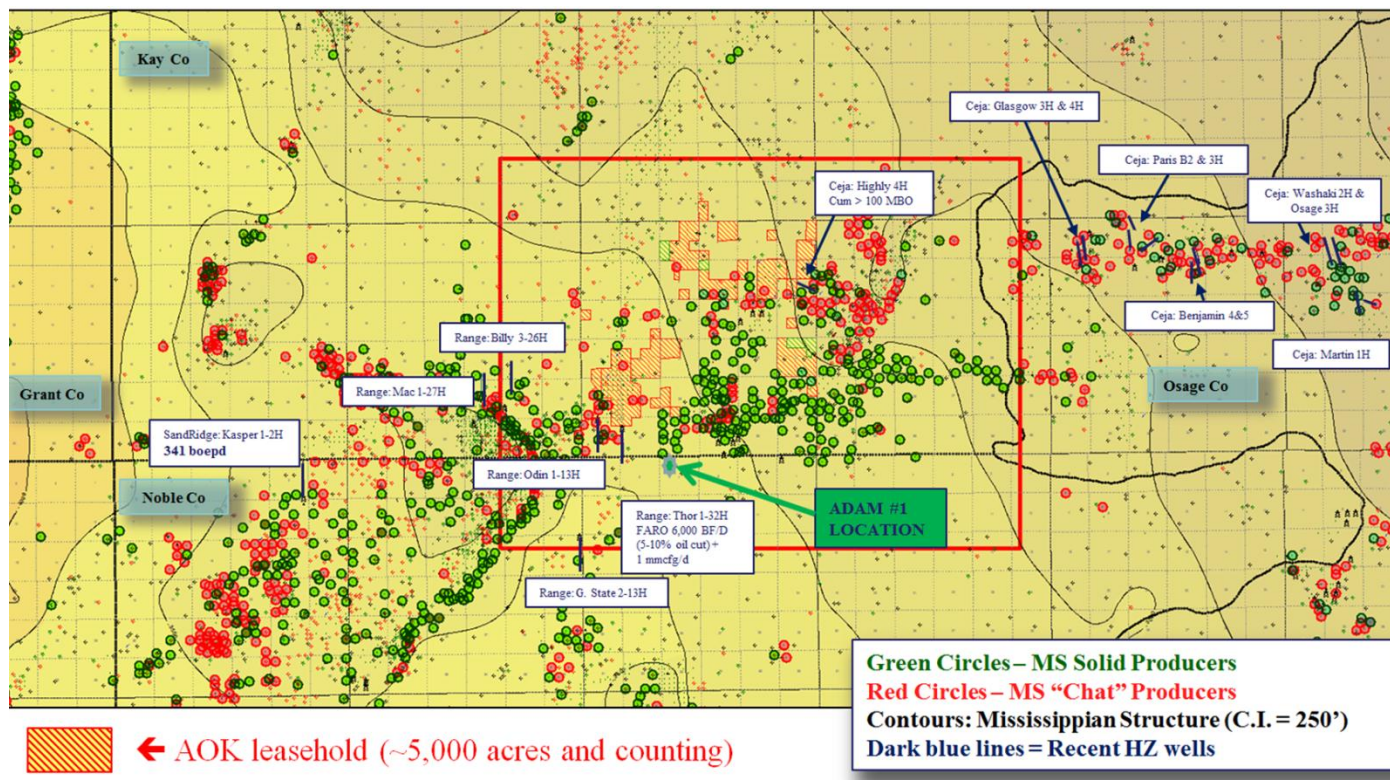 Kay Co
Ceja: Glasgow 3H & 4H
Ceja: Paris B2 & 3H
Ceja: Highly 4H
Cum > 100 MBO
Ceja: Washaki 2H &
Osage 3H
Ceja: Benjamin 4&5
Range: Billy 3-26H
Ceja: Martin 1H
Grant Co
Range: Mac 1-27H
Osage Co
SandRidge: Kasper 1-2H
341 boepd
Range: Odin 1-13H
Noble Co
Range: Thor 1-32H
FARO 6,000 BF/D
(5-10% oil cut) +
1 mmcfg/d
ADAM #1
LOCATION
Range: G. State 2-13H
Green Circles – MS Solid Producers
Red Circles – MS “Chat” Producers
Contours: Mississippian Structure (C.I. = 250’)
Dark blue lines = Recent HZ wells
← AOK leasehold (~5,000 acres and counting)